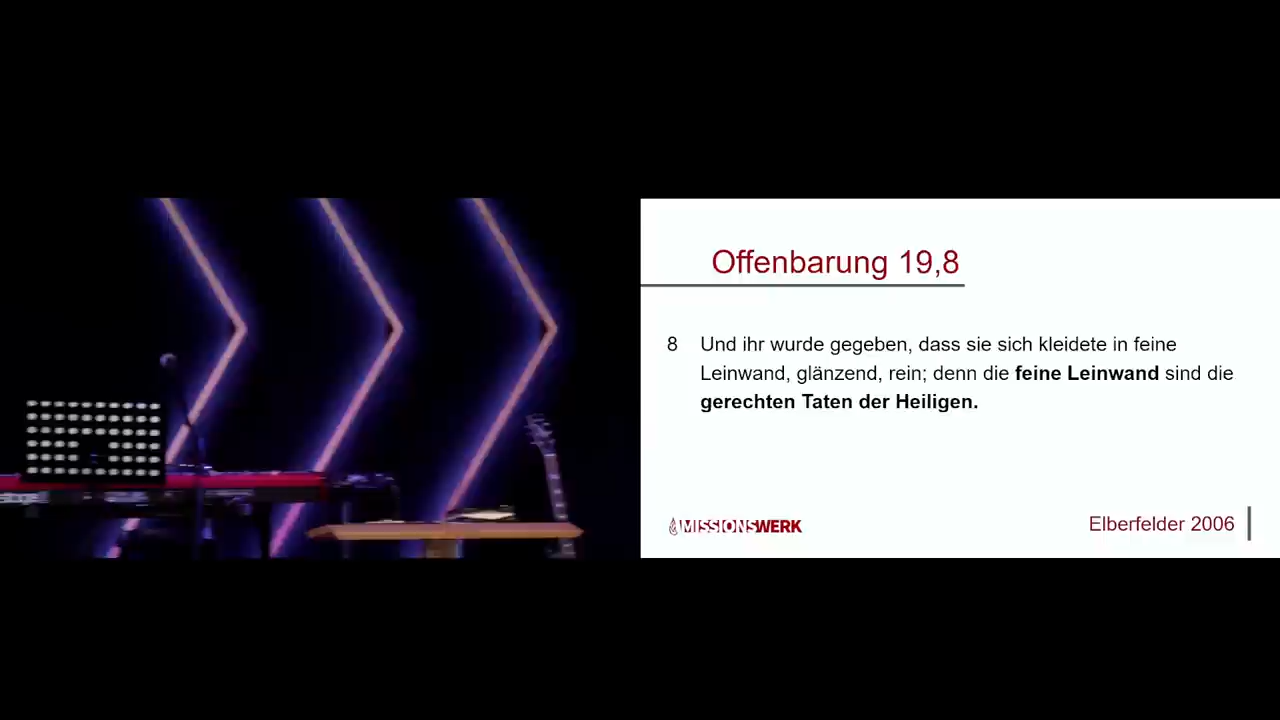 Offenbarung 19,8
8 Und ihr wurde gegeben, dass sie sich kleidete in feine
Leinwand, glänzend, rein; denn die feine Leinwand sind die
gerechten Taten der Heiligen.
MISSIONSWERK
Elberfelder 2006